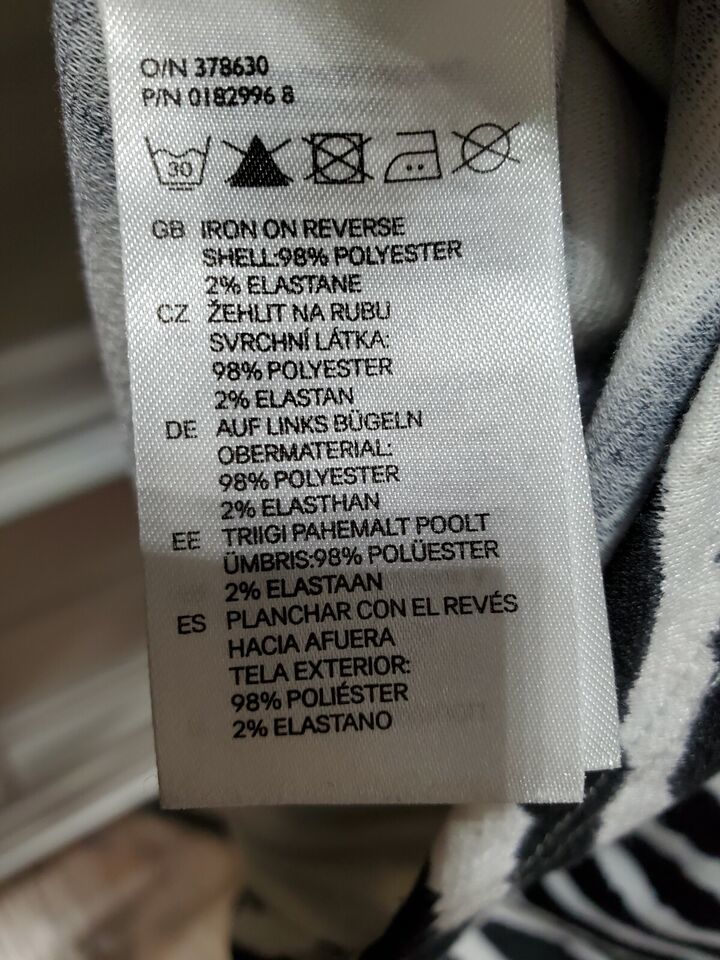 O/N 378630
P/N 0182996 8
30
GB IRON ON REVERSE
SHELL:98% POLYESTER
2% ELASTANE
CZ ŽEHLIT NA RUBU
SVRCHNÍ LÁTKA:
98% POLYESTER
2% ELASTAN
DE AUF LINKS BÜGELN
OBERMATERIAL:
98% POLYESTER
2% ELASTHAN
EE TRIIGI PAHEMALT POOLT
ÜMBRIS:98% POLÜESTER
2% ELASTAAN
ES PLANCHAR CON EL REVÉS
HACIA AFUERA
TELA EXTERIOR:
98% POLIÉSTER
2% ELASTANO